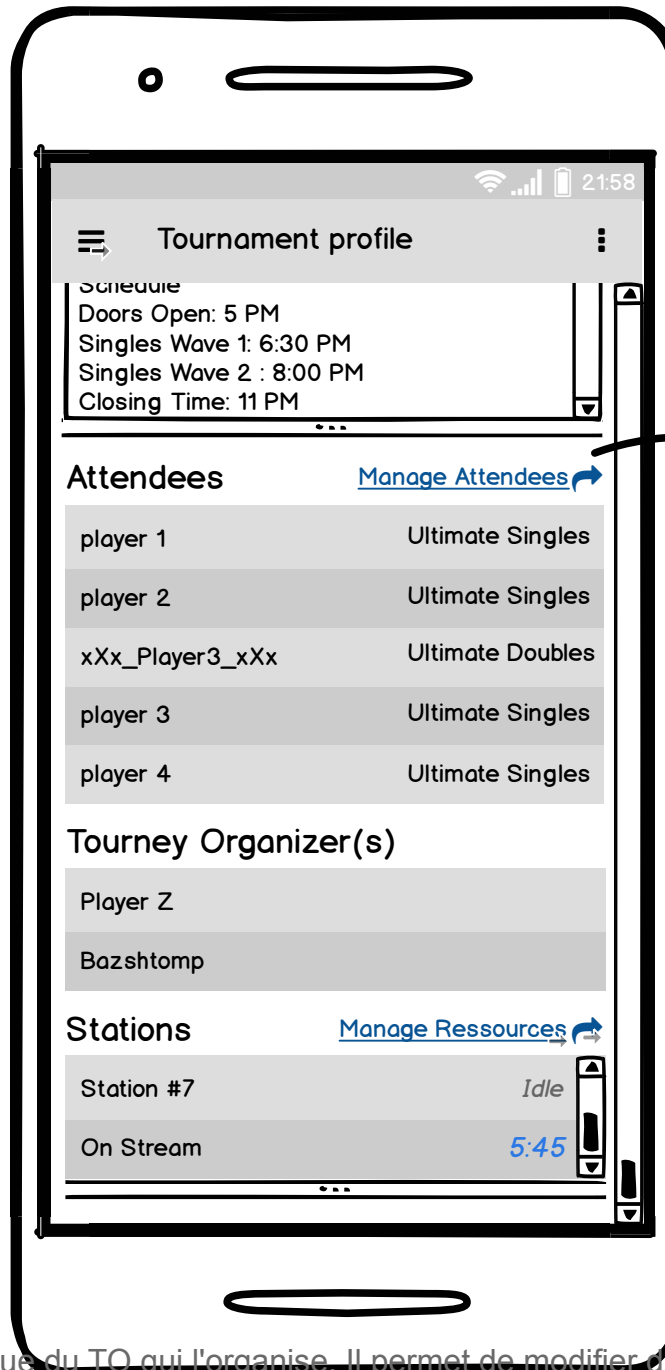 21:58
Tournament profile
Schedule
Doors Open: 5 PM
Singles Wave 1: 6:30 PM
Singles Wave 2 : 8:00 PM
Closing Time: 11 PM
Attendees Manage Attendees
player 1 Ultimate Singles
player 2 Ultimate Singles
xXx_Player3_xXx Ultimate Doubles
player 3 Ultimate Singles
player 4 Ultimate Singles
Tourney Organizer(s)
Player Z
Bazshtomp
Stations Manage Ressources
Station #7 Idle
On Stream 5:45
du TO qui l'organise. Il permet de modifier